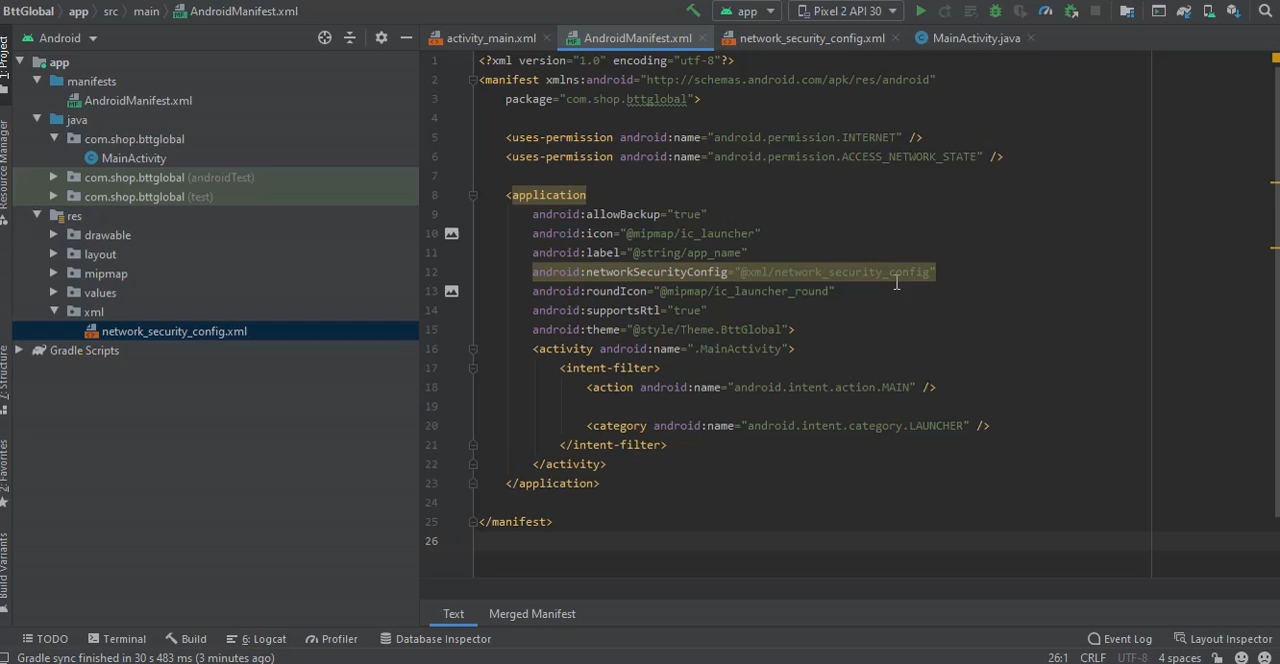 BttGlobal app src main AndroidManifest.xml app Pixel 2 API 30
Android activity_main.xml AndroidManifest.xml network_security_config.xml MainActivity.java
1: Project
Resource Manager
Z: Structure
2: Favorites
Build Variants
app
manifests
AndroidManifest.xml
java
com.shop.bttglobal
MainActivity
com.shop.bttglobal (androidTest)
com.shop.bttglobal (test)
res
drawable
layout
mipmap
values
xml
network_security_config.xml
Gradle Scripts
1 <?xml version="1.0" encoding="utf-8"?>
2 <manifest xmlns:android="http://schemas.android.com/apk/res/android"
3 package="com.shop.bttglobal">
4
5 <uses-permission android:name="android.permission.INTERNET" />
6 <uses-permission android:name="android.permission.ACCESS_NETWORK_STATE" />
7
8 <application
9 android:allowBackup="true"
10 android:icon="@mipmap/ic_launcher"
11 android:label="@string/app_name"
12 android:networkSecurityConfig="@xml/network_security_config"
13 android:roundIcon="@mipmap/ic_launcher_round"
14 android:supportsRtl="true"
15 android:theme="@style/Theme.BttGlobal">
16 <activity android:name=".MainActivity">
17 <intent-filter>
18 <action android:name="android.intent.action.MAIN" />
19
20 <category android:name="android.intent.category.LAUNCHER" />
21 </intent-filter>
22 </activity>
23 </application>
24
25 </manifest>
26
Text Merged Manifest
TODO Terminal Build 6: Logcat Profiler Database Inspector Event Log Layout Inspector
Gradle sync finished in 30 s 483 ms (3 minutes ago) 26:1 CRLF UTF-8 4 spaces